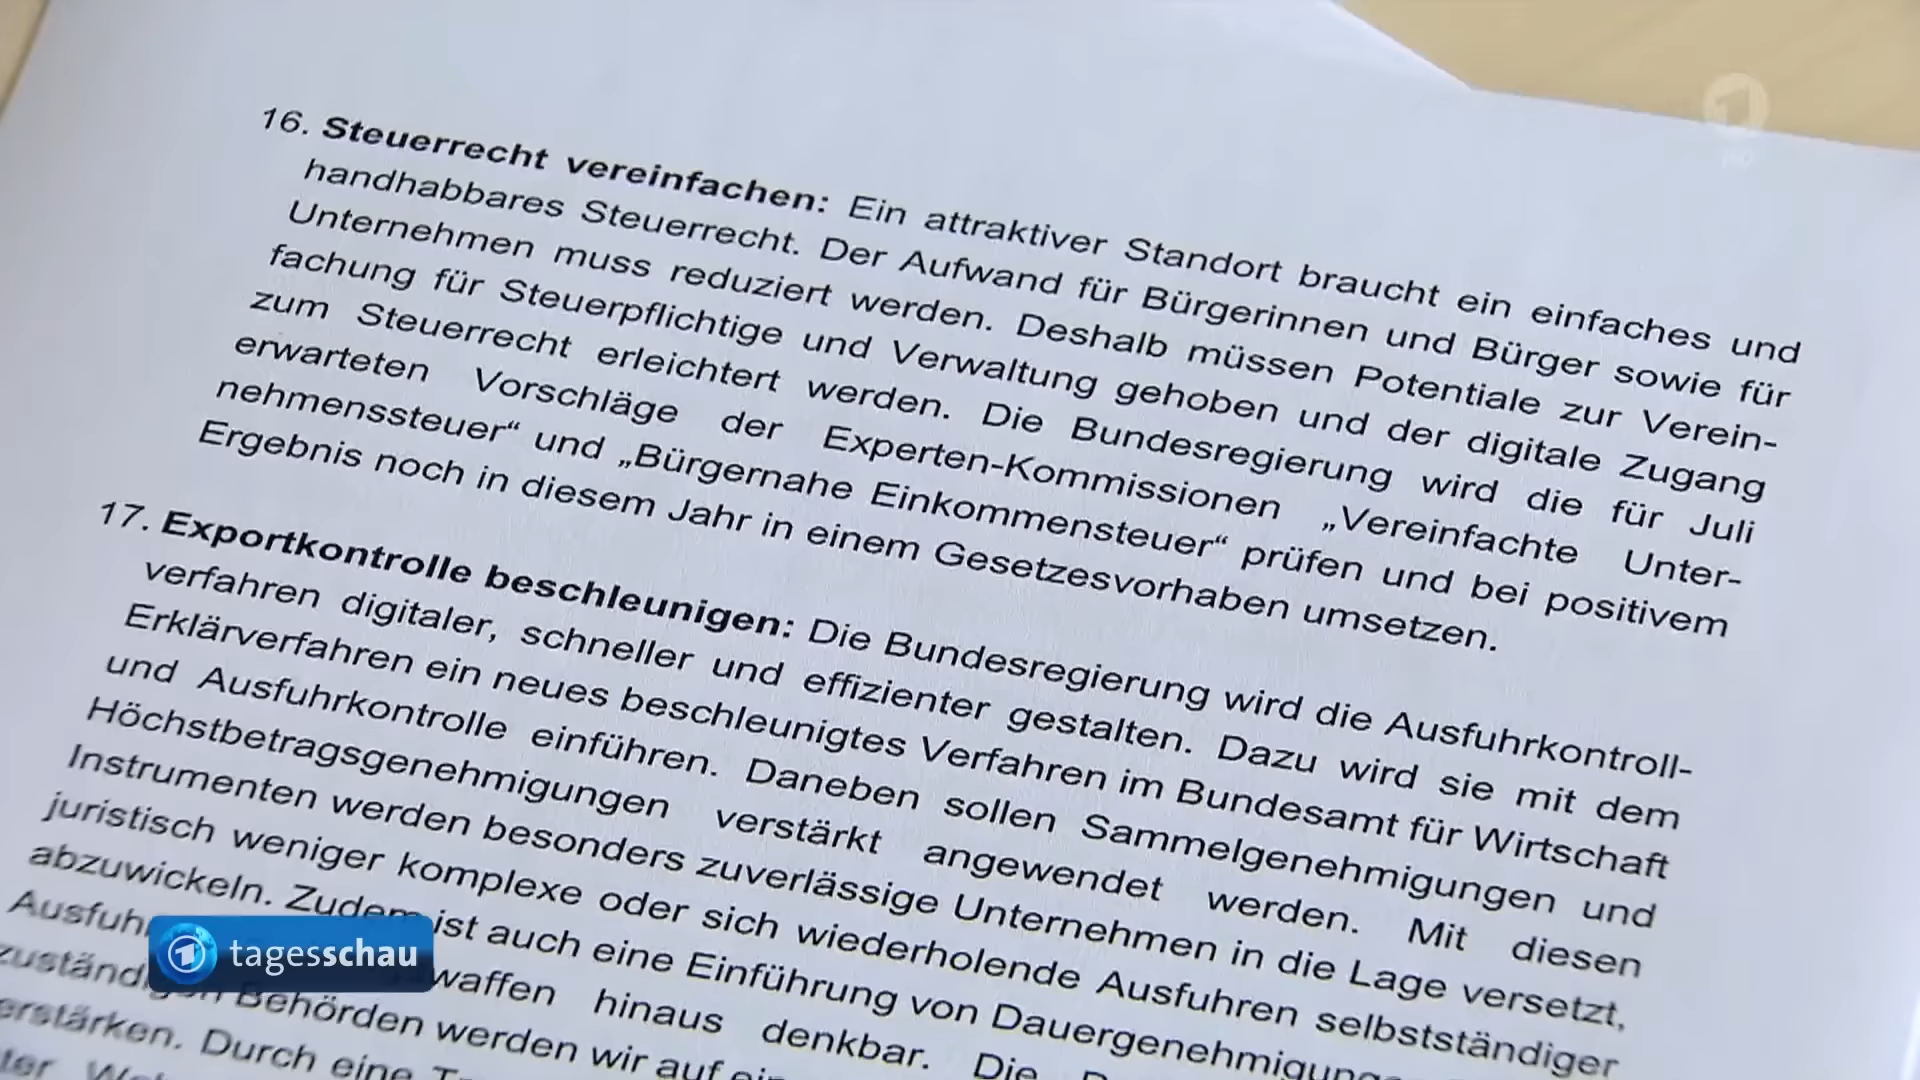 16. Steuerrecht vereinfachen: Ein attraktiver Standort braucht ein einfaches und
handhabbares Steuerrecht. Der Aufwand für Bürgerinnen und Bürger sowie für
Unternehmen muss reduziert werden. Deshalb müssen Potentiale zur Verein-
fachung für Steuerpflichtige und Verwaltung gehoben und der digitale Zugang
zum Steuerrecht erleichtert werden. Die Bundesregierung wird die für Juli
erwarteten Vorschläge der Experten-Kommissionen „Vereinfachte Unter-
nehmenssteuer“ und „Bürgernahe Einkommensteuer“ prüfen und bei positivem
Ergebnis noch in diesem Jahr in einem Gesetzesvorhaben umsetzen.
17. Exportkontrolle beschleunigen: Die Bundesregierung wird die Ausfuhrkontroll-
verfahren digitaler, schneller und effizienter gestalten. Dazu wird sie mit dem
Erklärverfahren ein neues beschleunigtes Verfahren im Bundesamt für Wirtschaft
und Ausfuhrkontrolle einführen. Daneben sollen Sammelgenehmigungen und
Höchstbetragsgenehmigungen verstärkt angewendet werden. Mit diesen
Instrumenten werden besonders zuverlässige Unternehmen in die Lage versetzt,
juristisch weniger komplexe oder sich wiederholende Ausfuhren selbstständiger
abzuwickeln. Zudem ist auch eine Einführung von
waffen hinaus denkbar. Die
Behörden werden wir auf
erstärken. Durch eine
tagesschau
1
HD